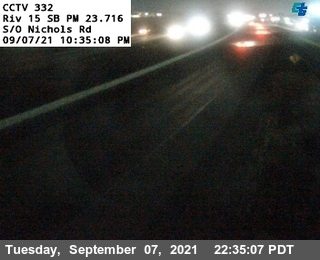 CCTV 332
Riv 15 SB PM 23.716
S/O Nichols Rd
09/07/21 10:35:08 PM
Tuesday, September 07, 2021 22:35:07 PDT